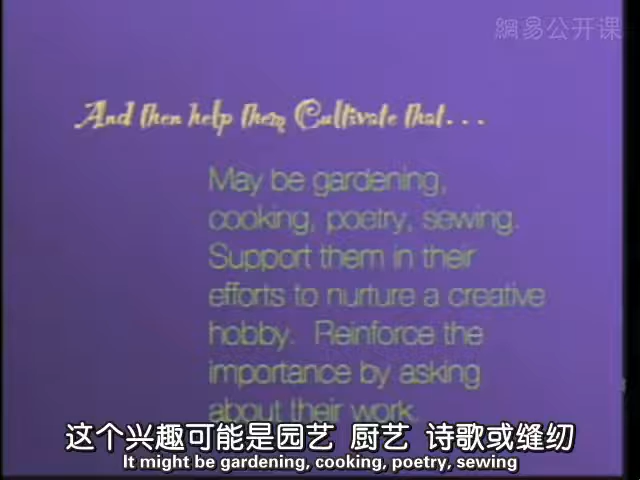 網易公开课
And then help them Cultivate that...
May be gardening,
cooking, poetry, sewing.
Support them in their
efforts to nurture a creative
hobby. Reinforce the
importance by asking
about their work.
这个兴趣可能是园艺 厨艺 诗歌或缝纫
It might be gardening, cooking, poetry, sewing